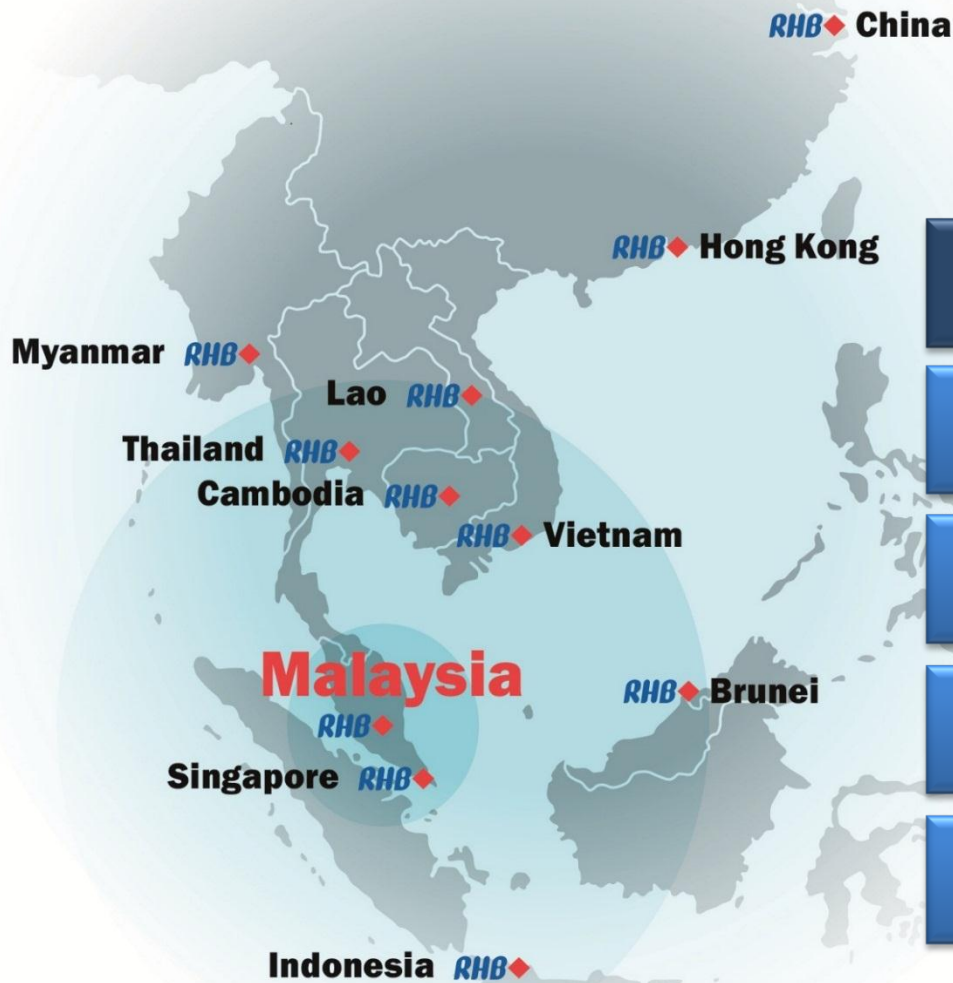 RHB China
RHB Hong Kong
Myanmar RHB
Lao RHB
Thailand RHB
Cambodia RHB
RHB Vietnam
Malaysia
RHB
RHB Brunei
Singapore RHB
Indonesia RHB